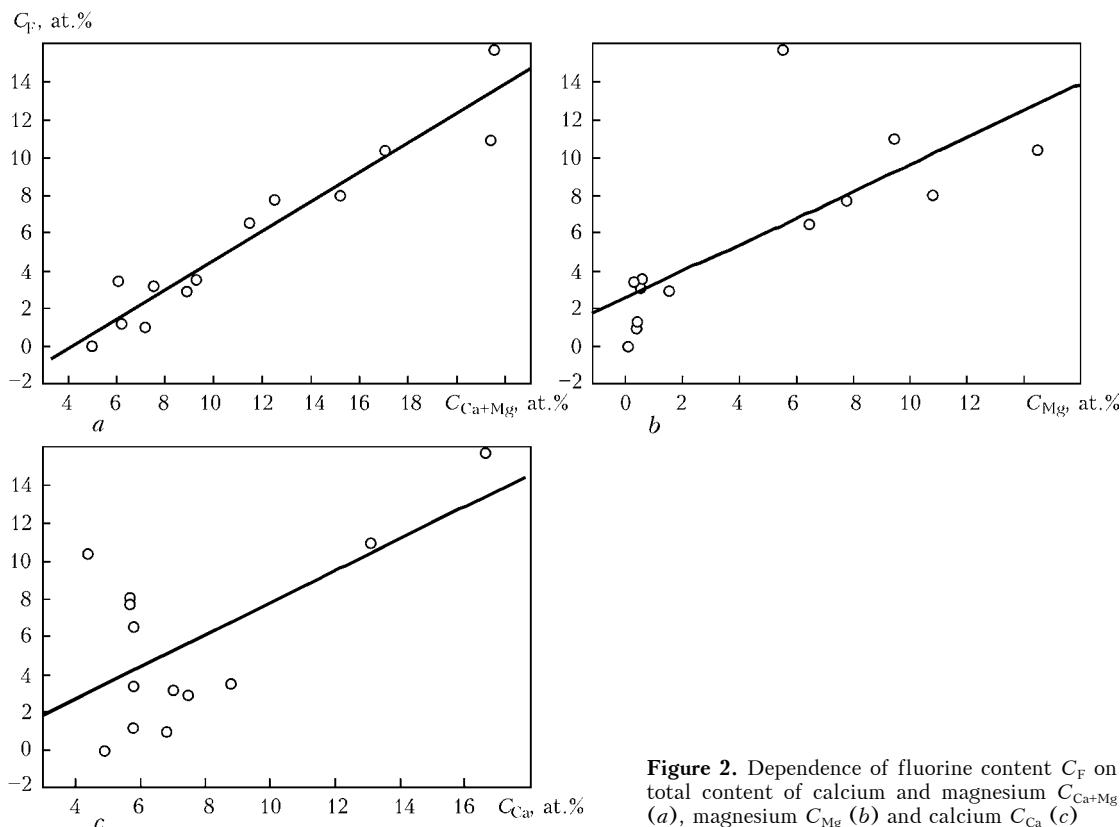 C_F, at.%
14
12
10
8
6
4
2
0
−2
4 6 8 10 12 14 16 18 C_Ca+Mg, at.%
a
14
12
10
8
6
4
2
0
−2
0 2 4 6 8 10 12 C_Mg, at.%
b
14
12
10
8
6
4
2
0
−2
4 6 8 10 12 14 16 C_Ca, at.%
c
Figure 2. Dependence of fluorine content C_F on
total content of calcium and magnesium C_Ca+Mg
(a), magnesium C_Mg (b) and calcium C_Ca (c)